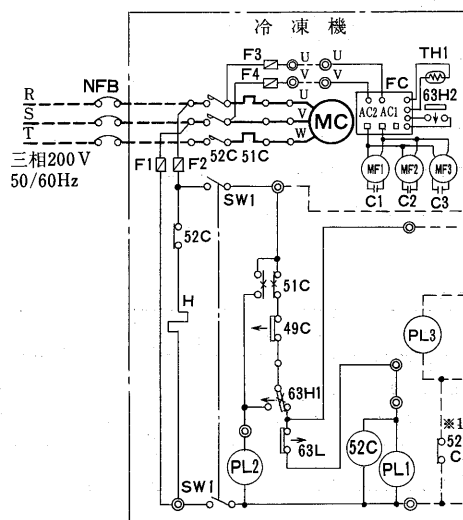 冷凍機
F3 U U
F4 V V
TH1
63H2
FC
AC2 AC1
NFB
R
S
T
U
V
W
MC
三相200V
50/60Hz
F1 F2
52C 51C
MF1 MF2 MF3
C1 C2 C3
SW1
52C
51C
H
49C
PL3
63H1
63L
※1
52
C
PL2
52C
PL1
SW1